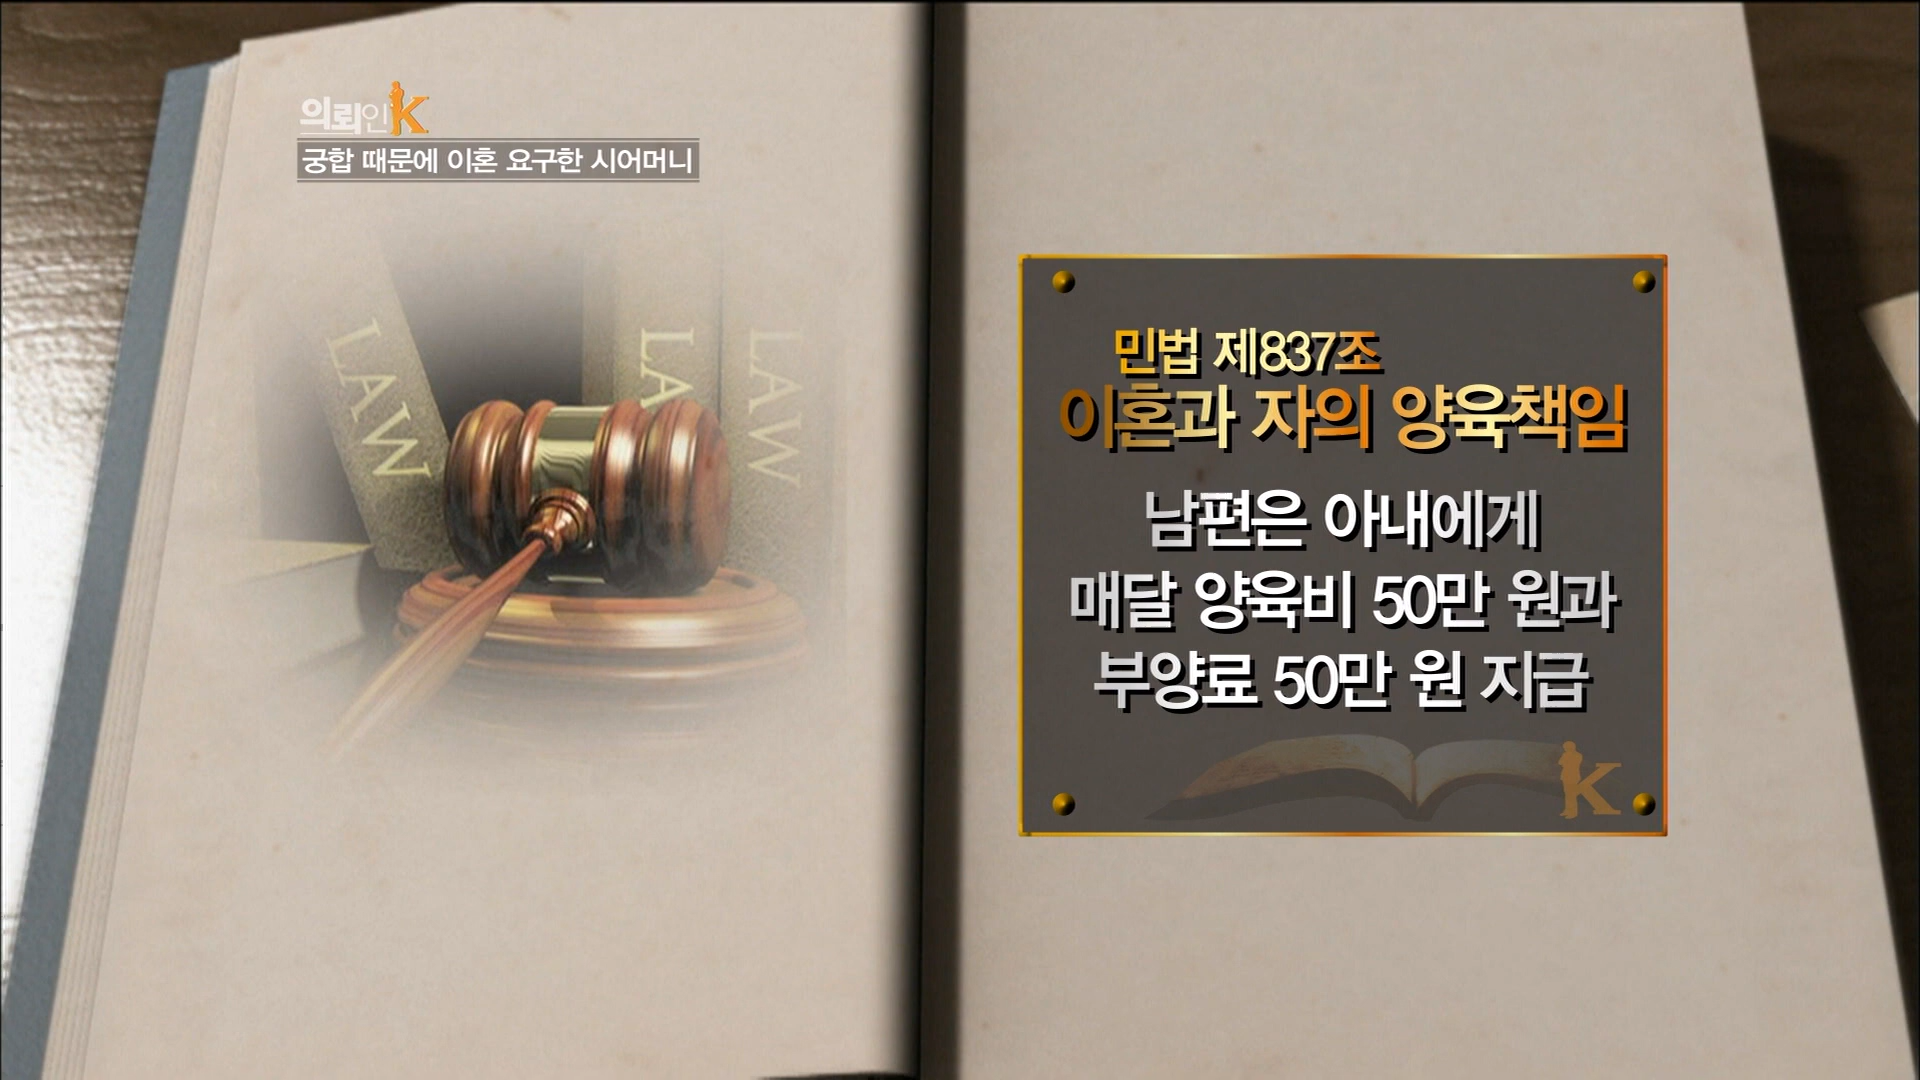 의뢰인K
궁합 때문에 이혼 요구한 시어머니
LAW
LAW
LAW
민법 제837조
이혼과 자의 양육책임
남편은 아내에게
매달 양육비 50만 원과
부양료 50만 원 지급
K